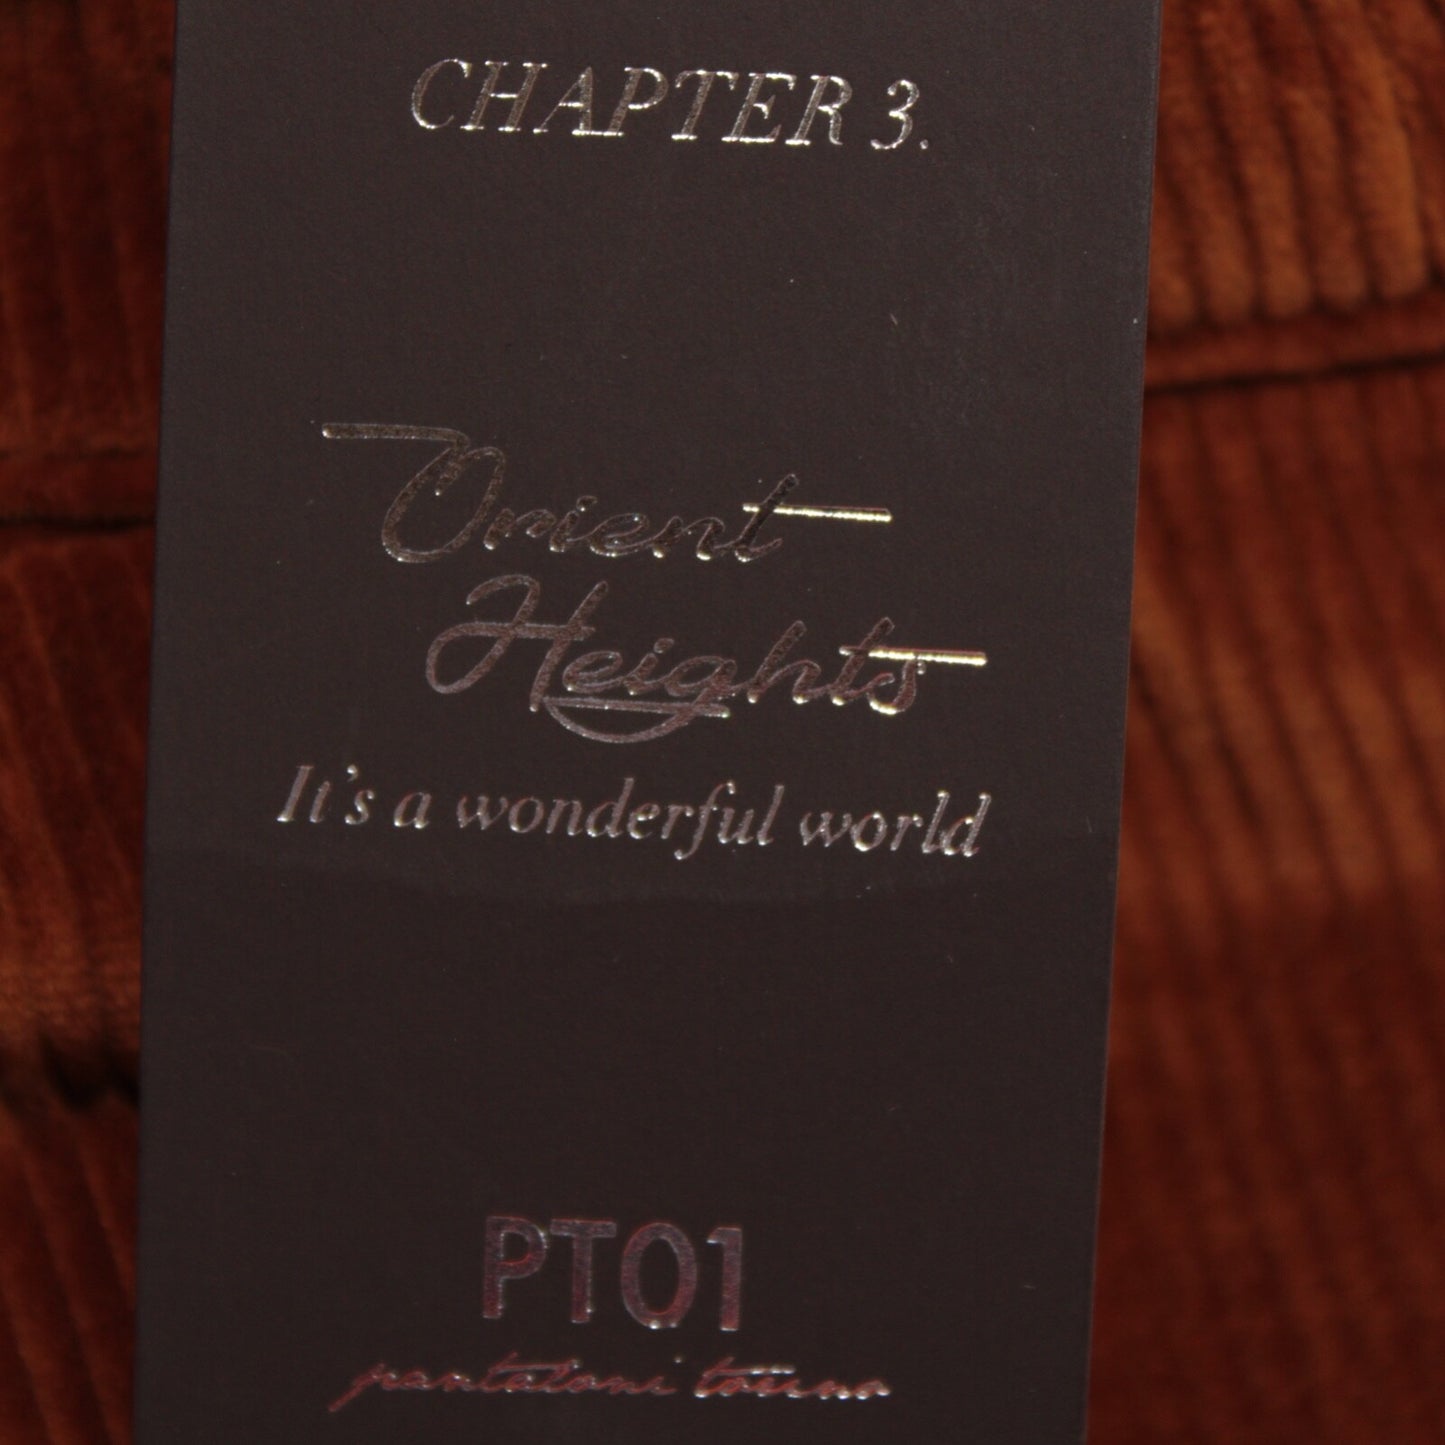 CHAPTER 3.
Orient
Heights
It's a wonderful world
PT01
pantaloni torino